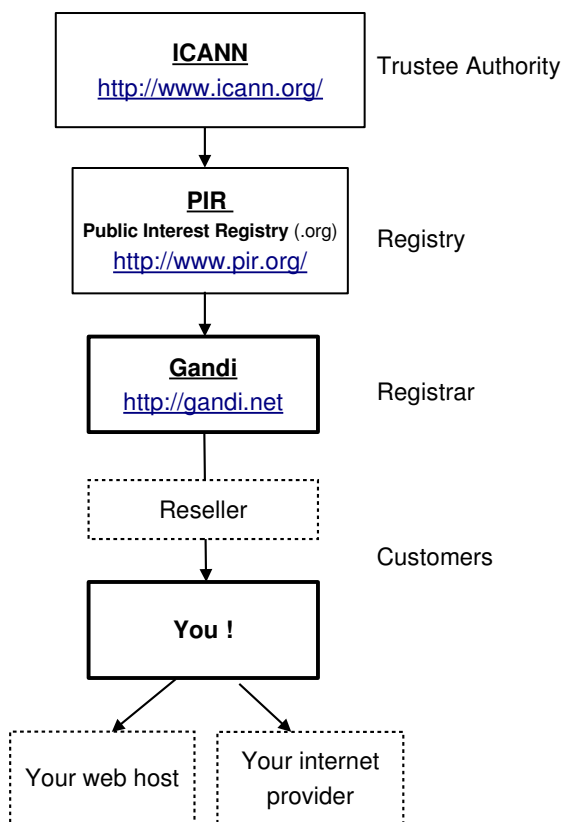 ICANN
http://www.icann.org/
Trustee Authority
PIR
Public Interest Registry (.org)
http://www.pir.org/
Registry
Gandi
http://gandi.net
Registrar
Reseller
Customers
You !
Your web host
Your internet
provider